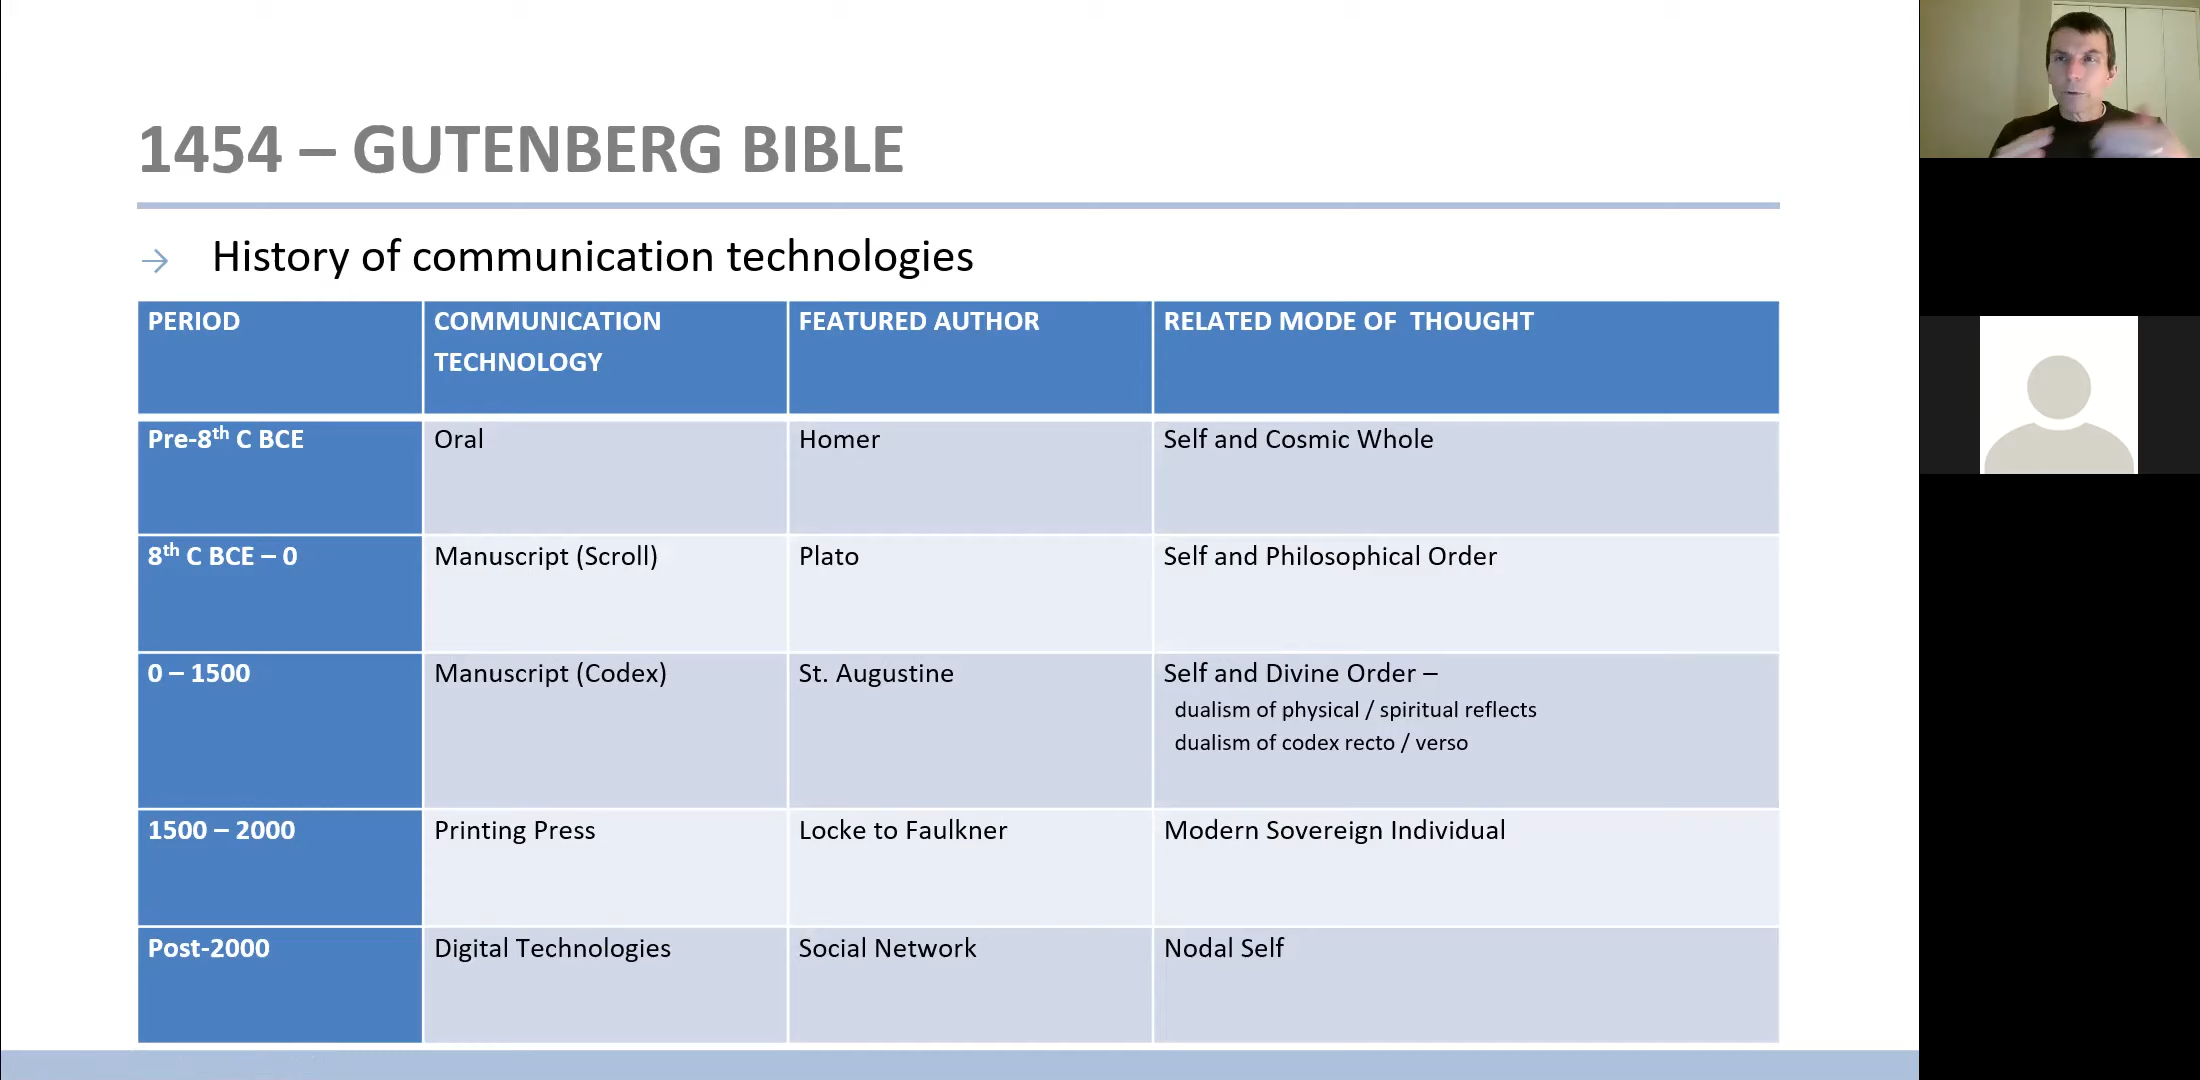 1454 – GUTENBERG BIBLE
→ History of communication technologies
PERIOD
COMMUNICATION
TECHNOLOGY
FEATURED AUTHOR
RELATED MODE OF THOUGHT
Pre-8th C BCE
Oral
Homer
Self and Cosmic Whole
8th C BCE – 0
Manuscript (Scroll)
Plato
Self and Philosophical Order
0 – 1500
Manuscript (Codex)
St. Augustine
Self and Divine Order –
dualism of physical / spiritual reflects
dualism of codex recto / verso
1500 – 2000
Printing Press
Locke to Faulkner
Modern Sovereign Individual
Post-2000
Digital Technologies
Social Network
Nodal Self